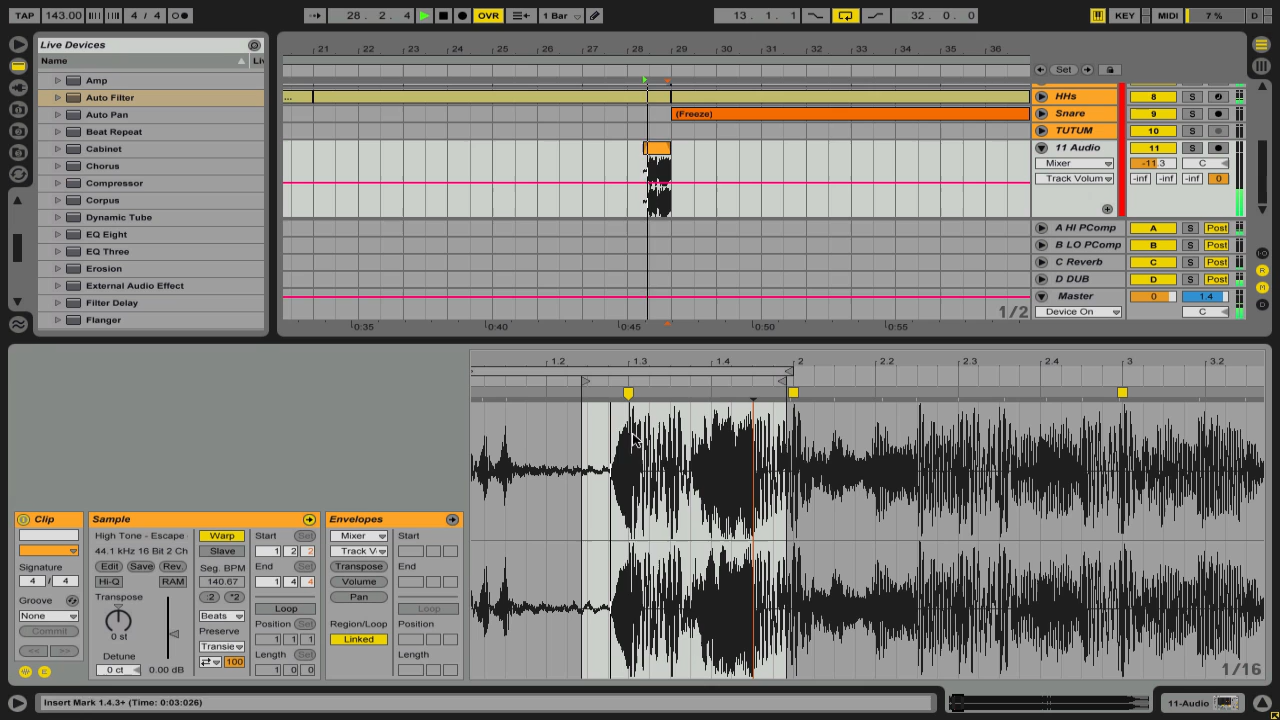 TAP 143.00 4 / 4 28 . 2 . 4 OVR 1 Bar 13 . 1 . 1 32 . 0 . 0 KEY MIDI 7 % D
Live Devices
Name
Amp
Auto Filter
Auto Pan
Beat Repeat
Cabinet
Chorus
Compressor
Corpus
Dynamic Tube
EQ Eight
EQ Three
Erosion
External Audio Effect
Filter Delay
Flanger
21 22 23 24 25 26 27 28 29 30 31 32 33 34 35 36
Set
... HHs 8 S
(Freeze) Snare 9 S
TUTUM 10 S
11 Audio 11 S
Mixer -11.3 C
Track Volum -inf -inf -inf 0
A HI PComp A S Post
B LO PComp B S Post
C Reverb C S Post
D DUB D S Post
Master 0 1.4
1/2 Device On C
0:35 0:40 0:45 0:50 0:55
1.2 1.3 1.4 2 2.2 2.3 2.4 3 3.2
Clip
Signature
4 / 4
Groove
None
Commit
<< >>
Sample
High Tone - Escape
44.1 kHz 16 Bit 2 Ch
Edit Save Rev.
Hi-Q RAM
Transpose
0 st
Detune
0 ct 0.00 dB
Warp
Slave
Seg. BPM
140.67
:2 *2
Beats
Preserve
Transie
100
Start Set
1 2 2
End Set
1 4 4
Loop
Position Set
1 1 1
Length Set
1 0 0
Envelopes
Mixer
Track V
Transpose
Volume
Pan
Region/Loop
Linked
Start
End
Loop
Position
Length
1/16
Insert Mark 1.4.3+ (Time: 0:03:026)
11-Audio